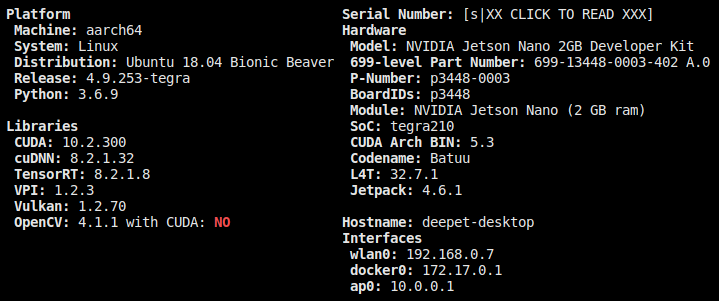 Platform
Machine: aarch64
System: Linux
Distribution: Ubuntu 18.04 Bionic Beaver
Release: 4.9.253-tegra
Python: 3.6.9
Libraries
CUDA: 10.2.300
cuDNN: 8.2.1.32
TensorRT: 8.2.1.8
VPI: 1.2.3
Vulkan: 1.2.70
OpenCV: 4.1.1 with CUDA: NO
Serial Number: [s|XX CLICK TO READ XXX]
Hardware
Model: NVIDIA Jetson Nano 2GB Developer Kit
699-level Part Number: 699-13448-0003-402 A.0
P-Number: p3448-0003
BoardIDs: p3448
Module: NVIDIA Jetson Nano (2 GB ram)
SoC: tegra210
CUDA Arch BIN: 5.3
Codename: Batuu
L4T: 32.7.1
Jetpack: 4.6.1
Hostname: deepet-desktop
Interfaces
wlan0: 192.168.0.7
docker0: 172.17.0.1
ap0: 10.0.0.1